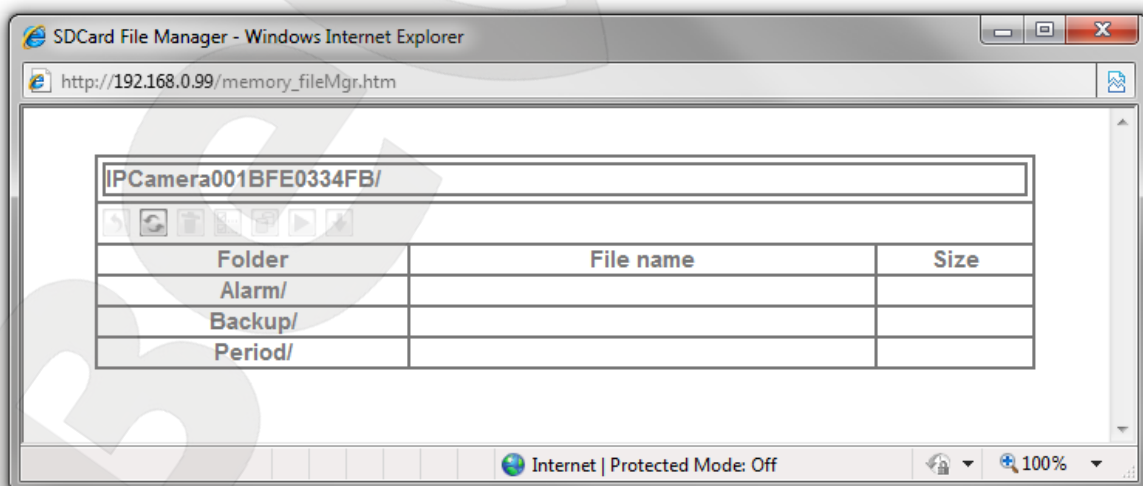 SDCard File Manager - Windows Internet Explorer
http://192.168.0.99/memory_fileMgr.htm
IPCamera001BFE0334FB/
Folder File name Size
Alarm/
Backup/
Period/
Internet | Protected Mode: Off 100%